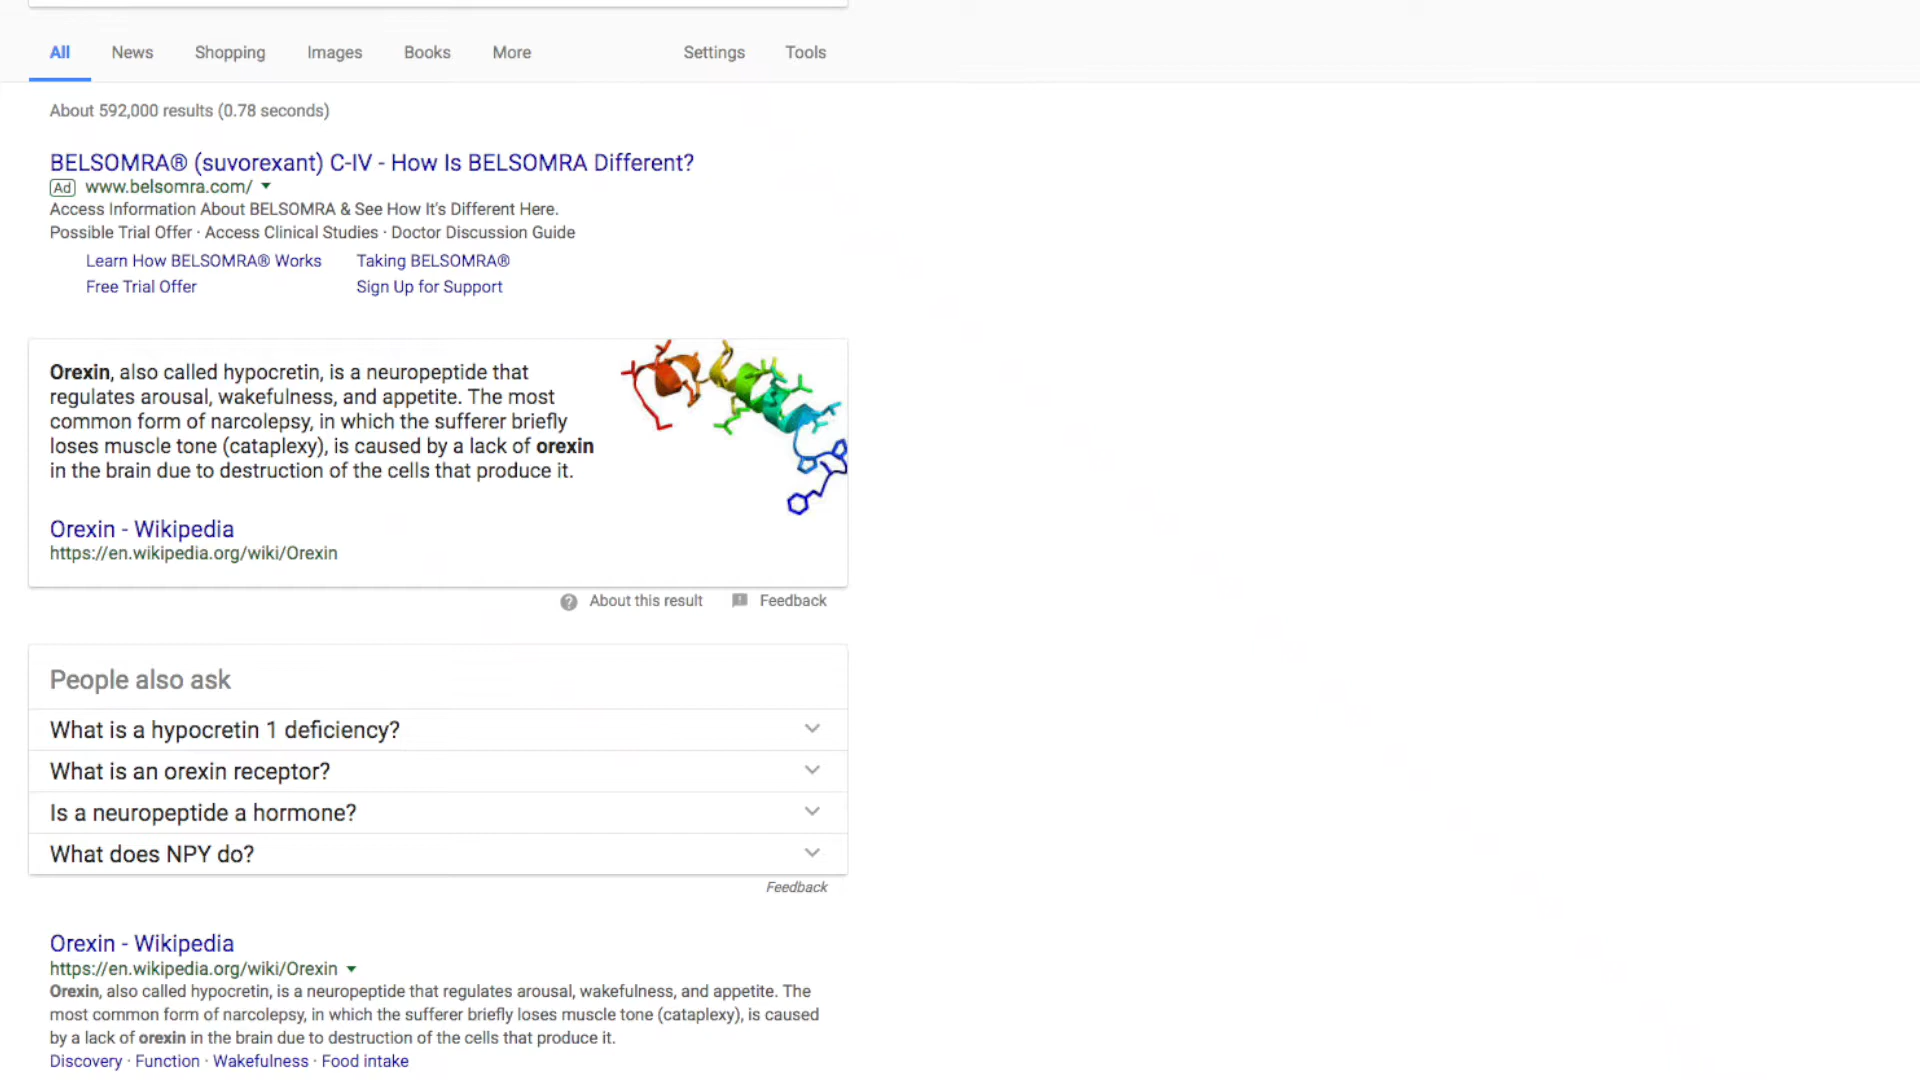 All News Shopping Images Books More Settings Tools
About 592,000 results (0.78 seconds)
BELSOMRA® (suvorexant) C-IV - How Is BELSOMRA Different?
Ad www.belsomra.com/
Access Information About BELSOMRA & See How It's Different Here.
Possible Trial Offer · Access Clinical Studies · Doctor Discussion Guide
Learn How BELSOMRA® Works Taking BELSOMRA®
Free Trial Offer Sign Up for Support
Orexin, also called hypocretin, is a neuropeptide that
regulates arousal, wakefulness, and appetite. The most
common form of narcolepsy, in which the sufferer briefly
loses muscle tone (cataplexy), is caused by a lack of orexin
in the brain due to destruction of the cells that produce it.
Orexin - Wikipedia
https://en.wikipedia.org/wiki/Orexin
About this result Feedback
People also ask
What is a hypocretin 1 deficiency?
What is an orexin receptor?
Is a neuropeptide a hormone?
What does NPY do?
Feedback
Orexin - Wikipedia
https://en.wikipedia.org/wiki/Orexin
Orexin, also called hypocretin, is a neuropeptide that regulates arousal, wakefulness, and appetite. The
most common form of narcolepsy, in which the sufferer briefly loses muscle tone (cataplexy), is caused
by a lack of orexin in the brain due to destruction of the cells that produce it.
Discovery · Function · Wakefulness · Food intake